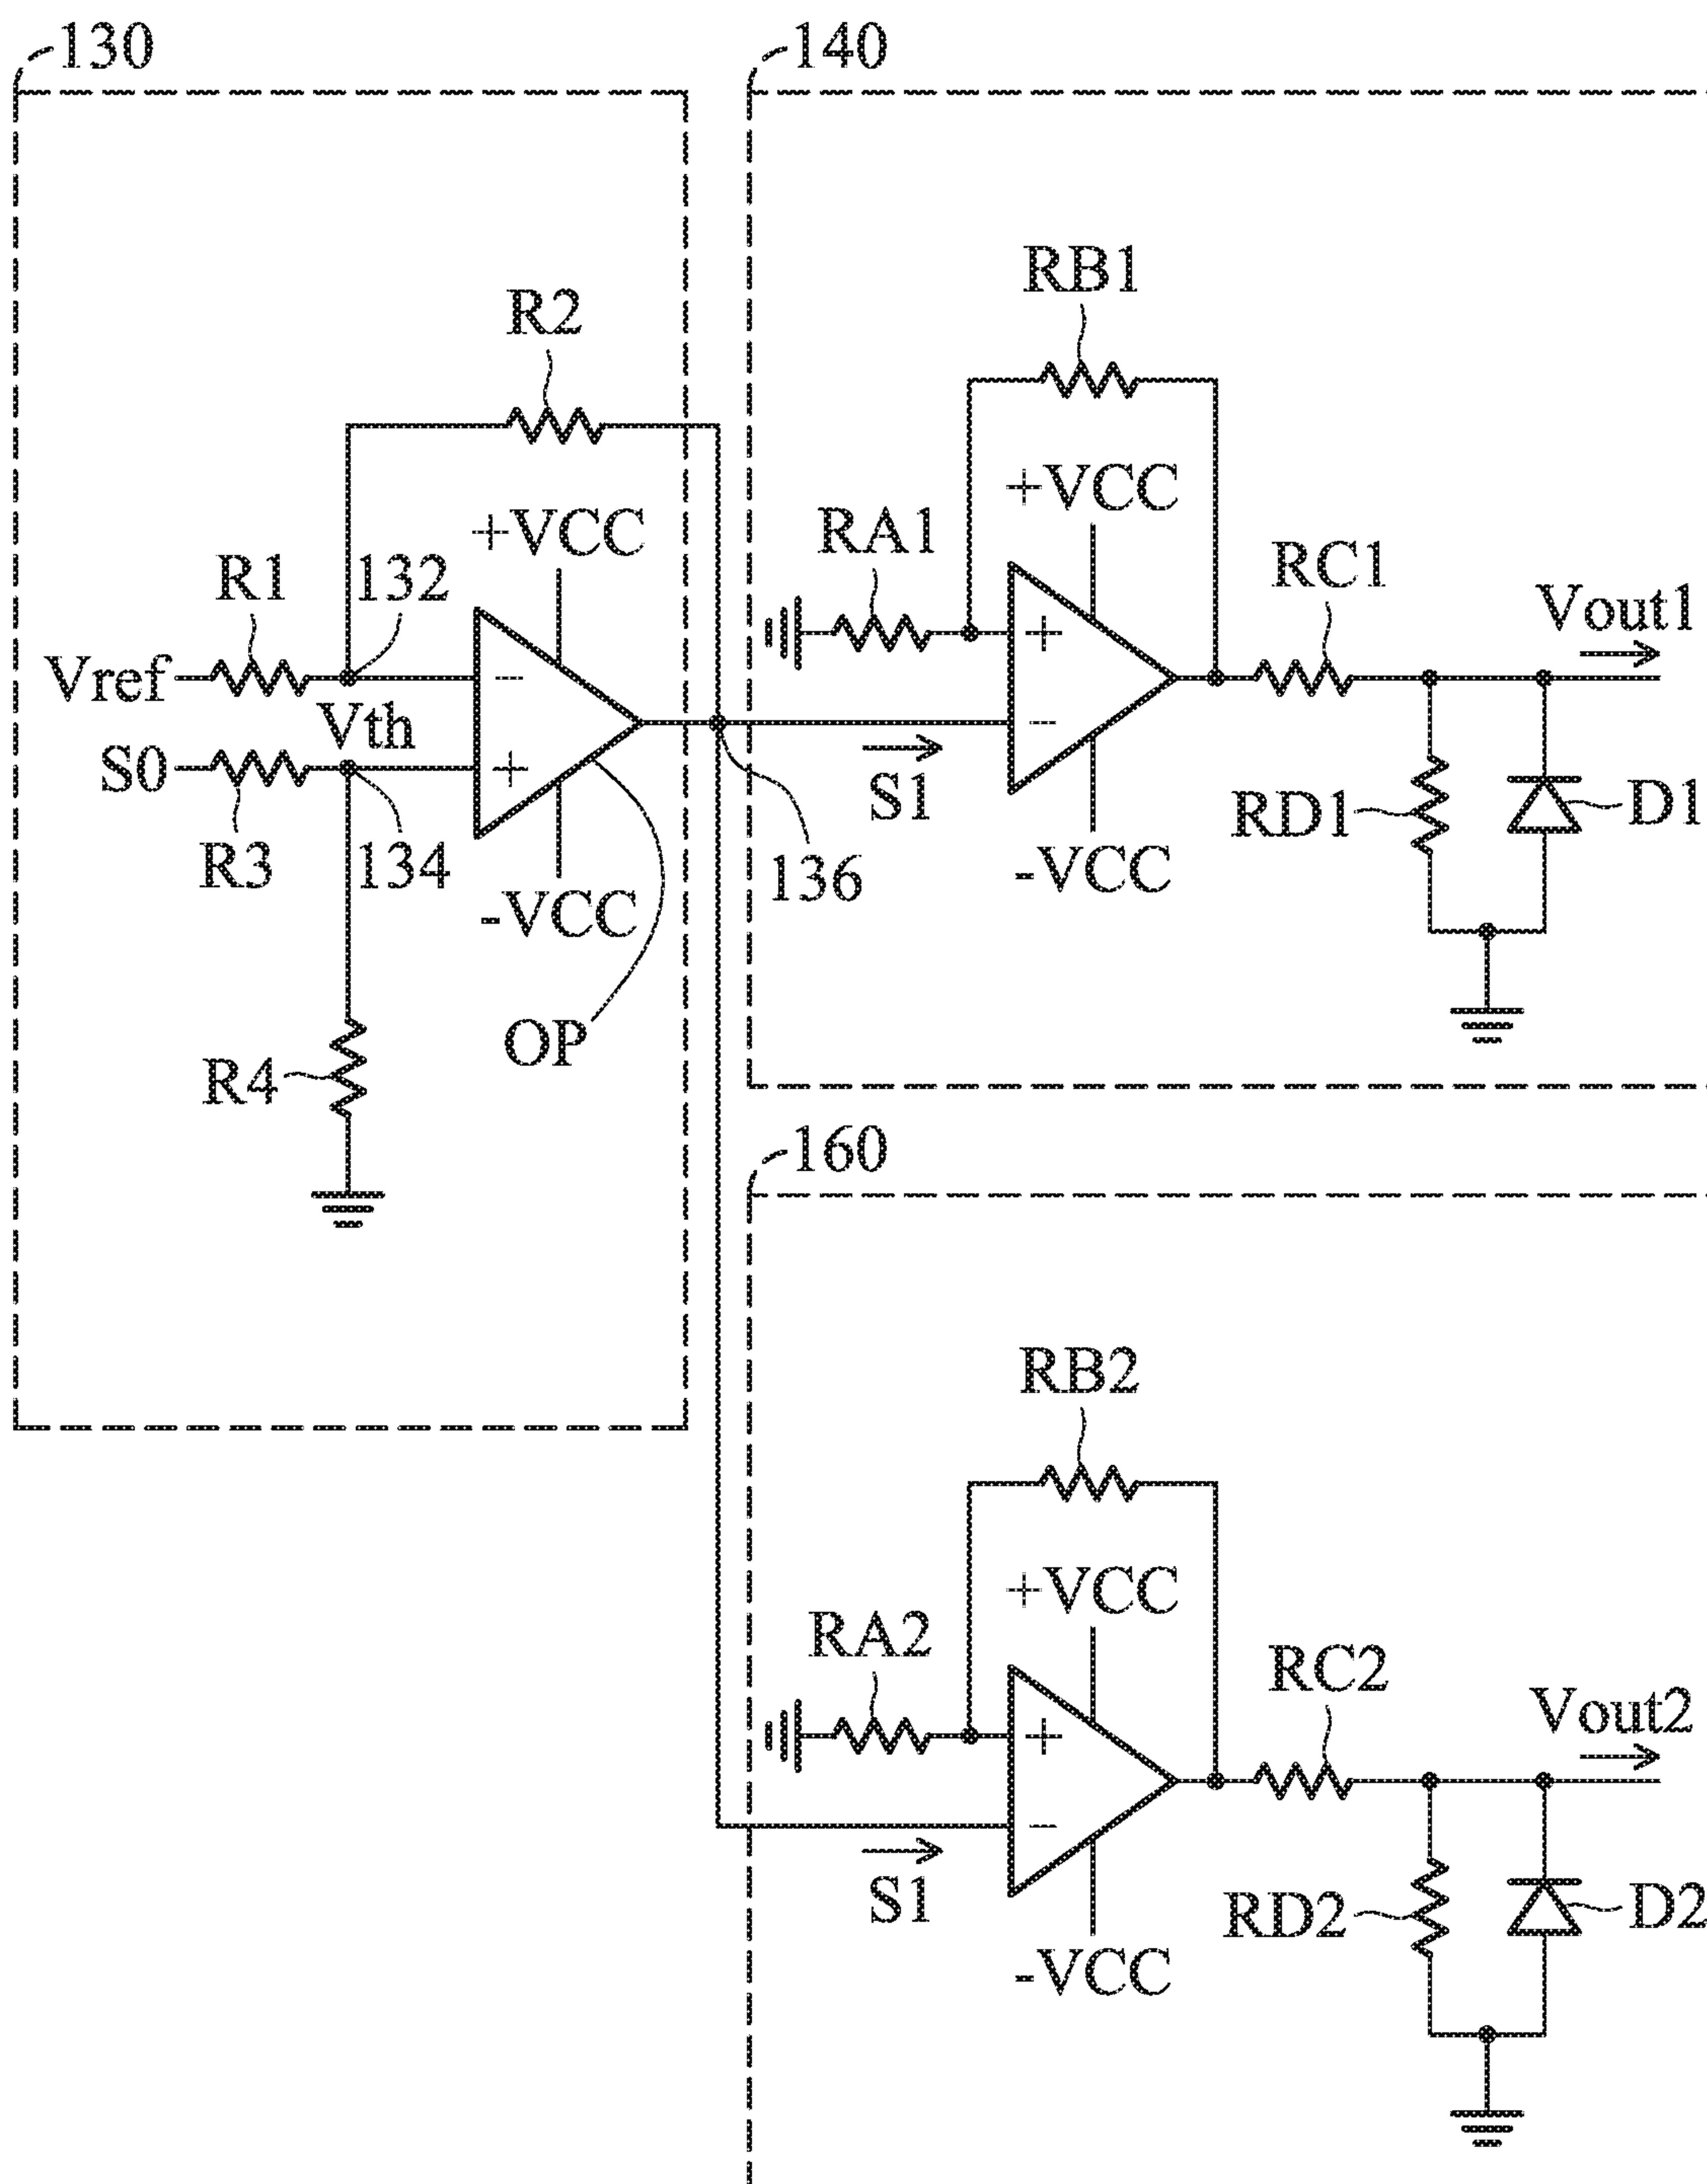 130
140
RB1
R2
+VCC
RA1
+VCC
RC1
R1
132
Vout1
Vref
-
+
Vth
S0
+
-
S1
RD1
D1
R3
134
136
-VCC
-VCC
OP
R4
160
RB2
+VCC
RA2
RC2
Vout2
+
-
S1
RD2
D2
-VCC